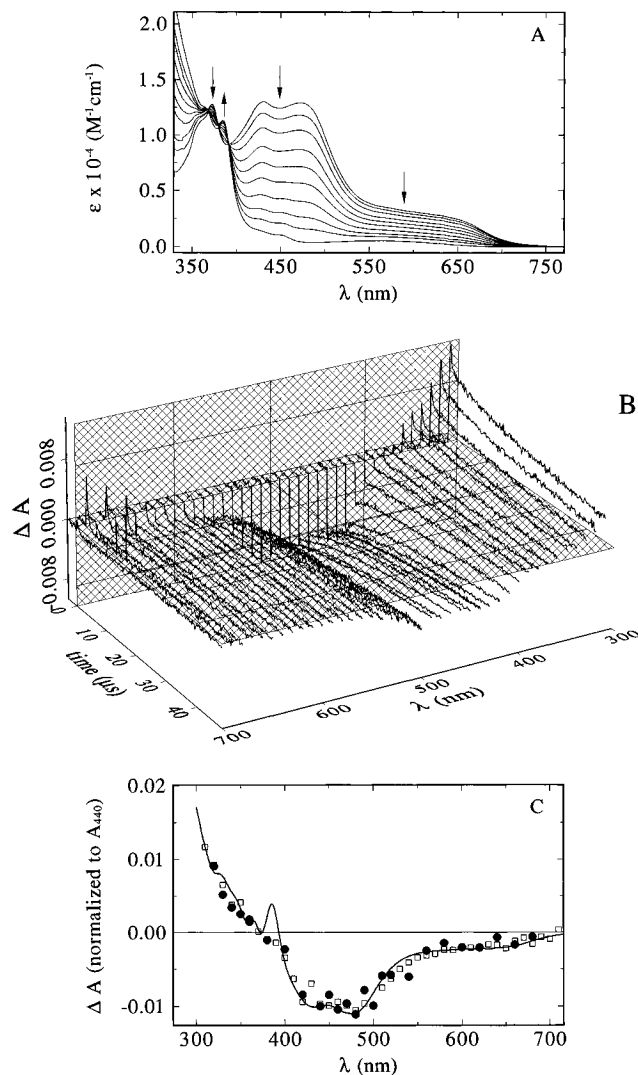 A
2.0
1.5
1.0
0.5
0.0
ε x 10⁻⁴ (M⁻¹cm⁻¹)
350 450 550 650 750
λ (nm)
B
0.008
0.000
-0.008
Δ A
0
10
20
30
40
time (μs)
700 600 500 400 300
λ (nm)
C
0.02
0.01
0.00
-0.01
Δ A (normalized to A₄₄₀)
300 400 500 600 700
λ (nm)